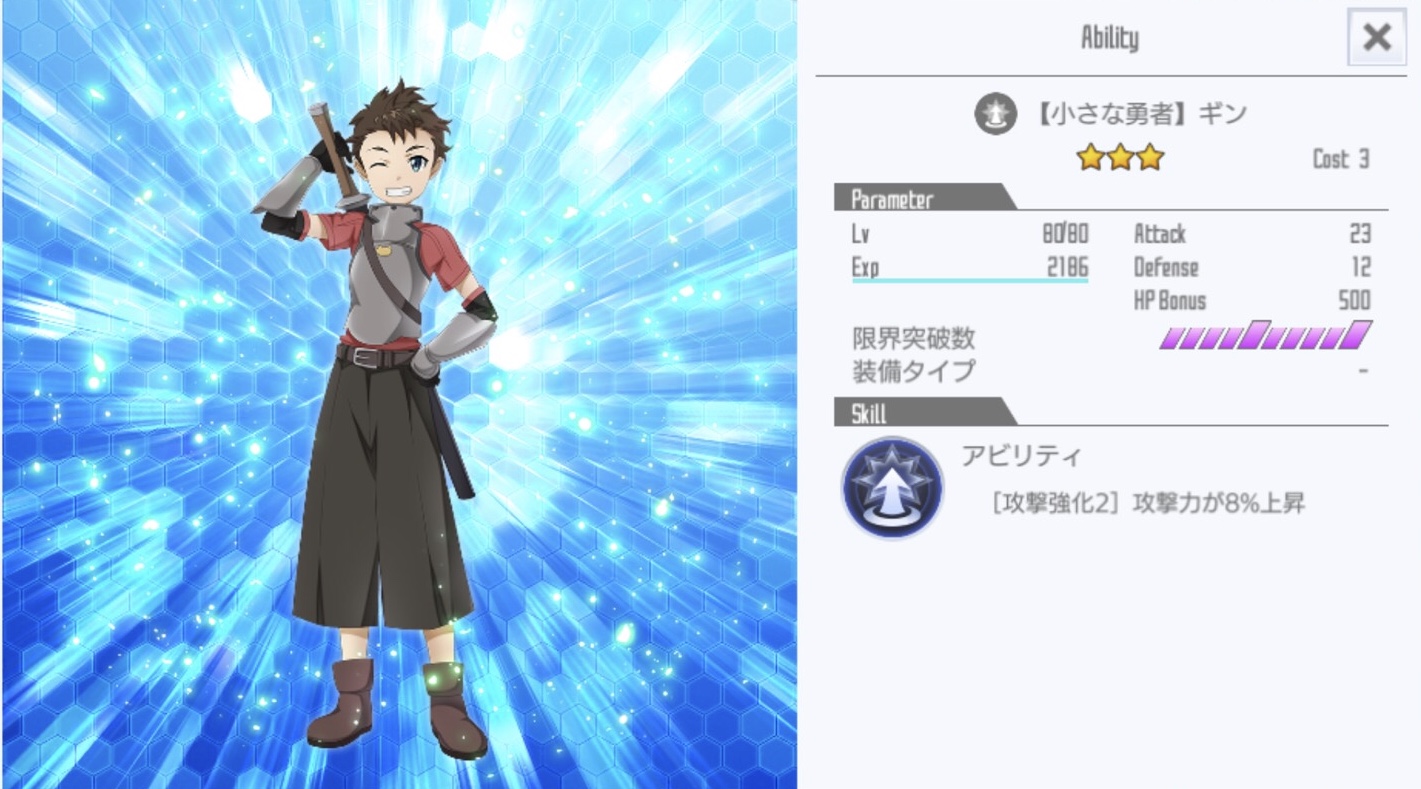 Ability
【小さな勇者】ギン
Cost 3
Parameter
Lv 80/80
Attack 23
Exp 2186
Defense 12
HP Bonus 500
限界突破数
装備タイプ -
Skill
アビリティ
［攻撃強化2］攻撃力が8%上昇